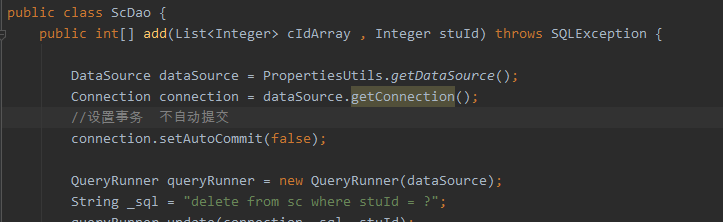 public class ScDao {
public int[] add(List<Integer> cIdArray , Integer stuId) throws SQLException {
DataSource dataSource = PropertiesUtils.getDataSource();
Connection connection = dataSource.getConnection();
//设置事务  不自动提交
connection.setAutoCommit(false);
QueryRunner queryRunner = new QueryRunner(dataSource);
String _sql = "delete from sc where stuId = ?";
queryRunner.update(connection, _sql, stuId);